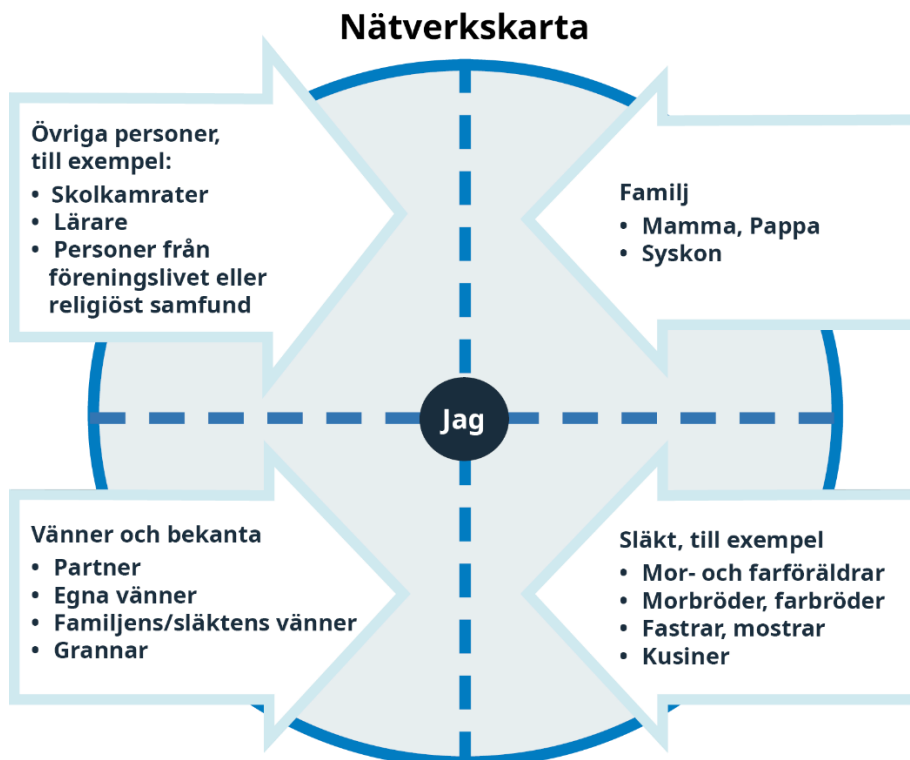 Nätverkskarta
Övriga personer,
till exempel:
• Skolkamrater
• Lärare
• Personer från
föreningslivet eller
religiöst samfund
Familj
• Mamma, Pappa
• Syskon
Jag
Vänner och bekanta
• Partner
• Egna vänner
• Familjens/släktens vänner
• Grannar
Släkt, till exempel
• Mor- och farföräldrar
• Morbröder, farbröder
• Fastrar, mostrar
• Kusiner